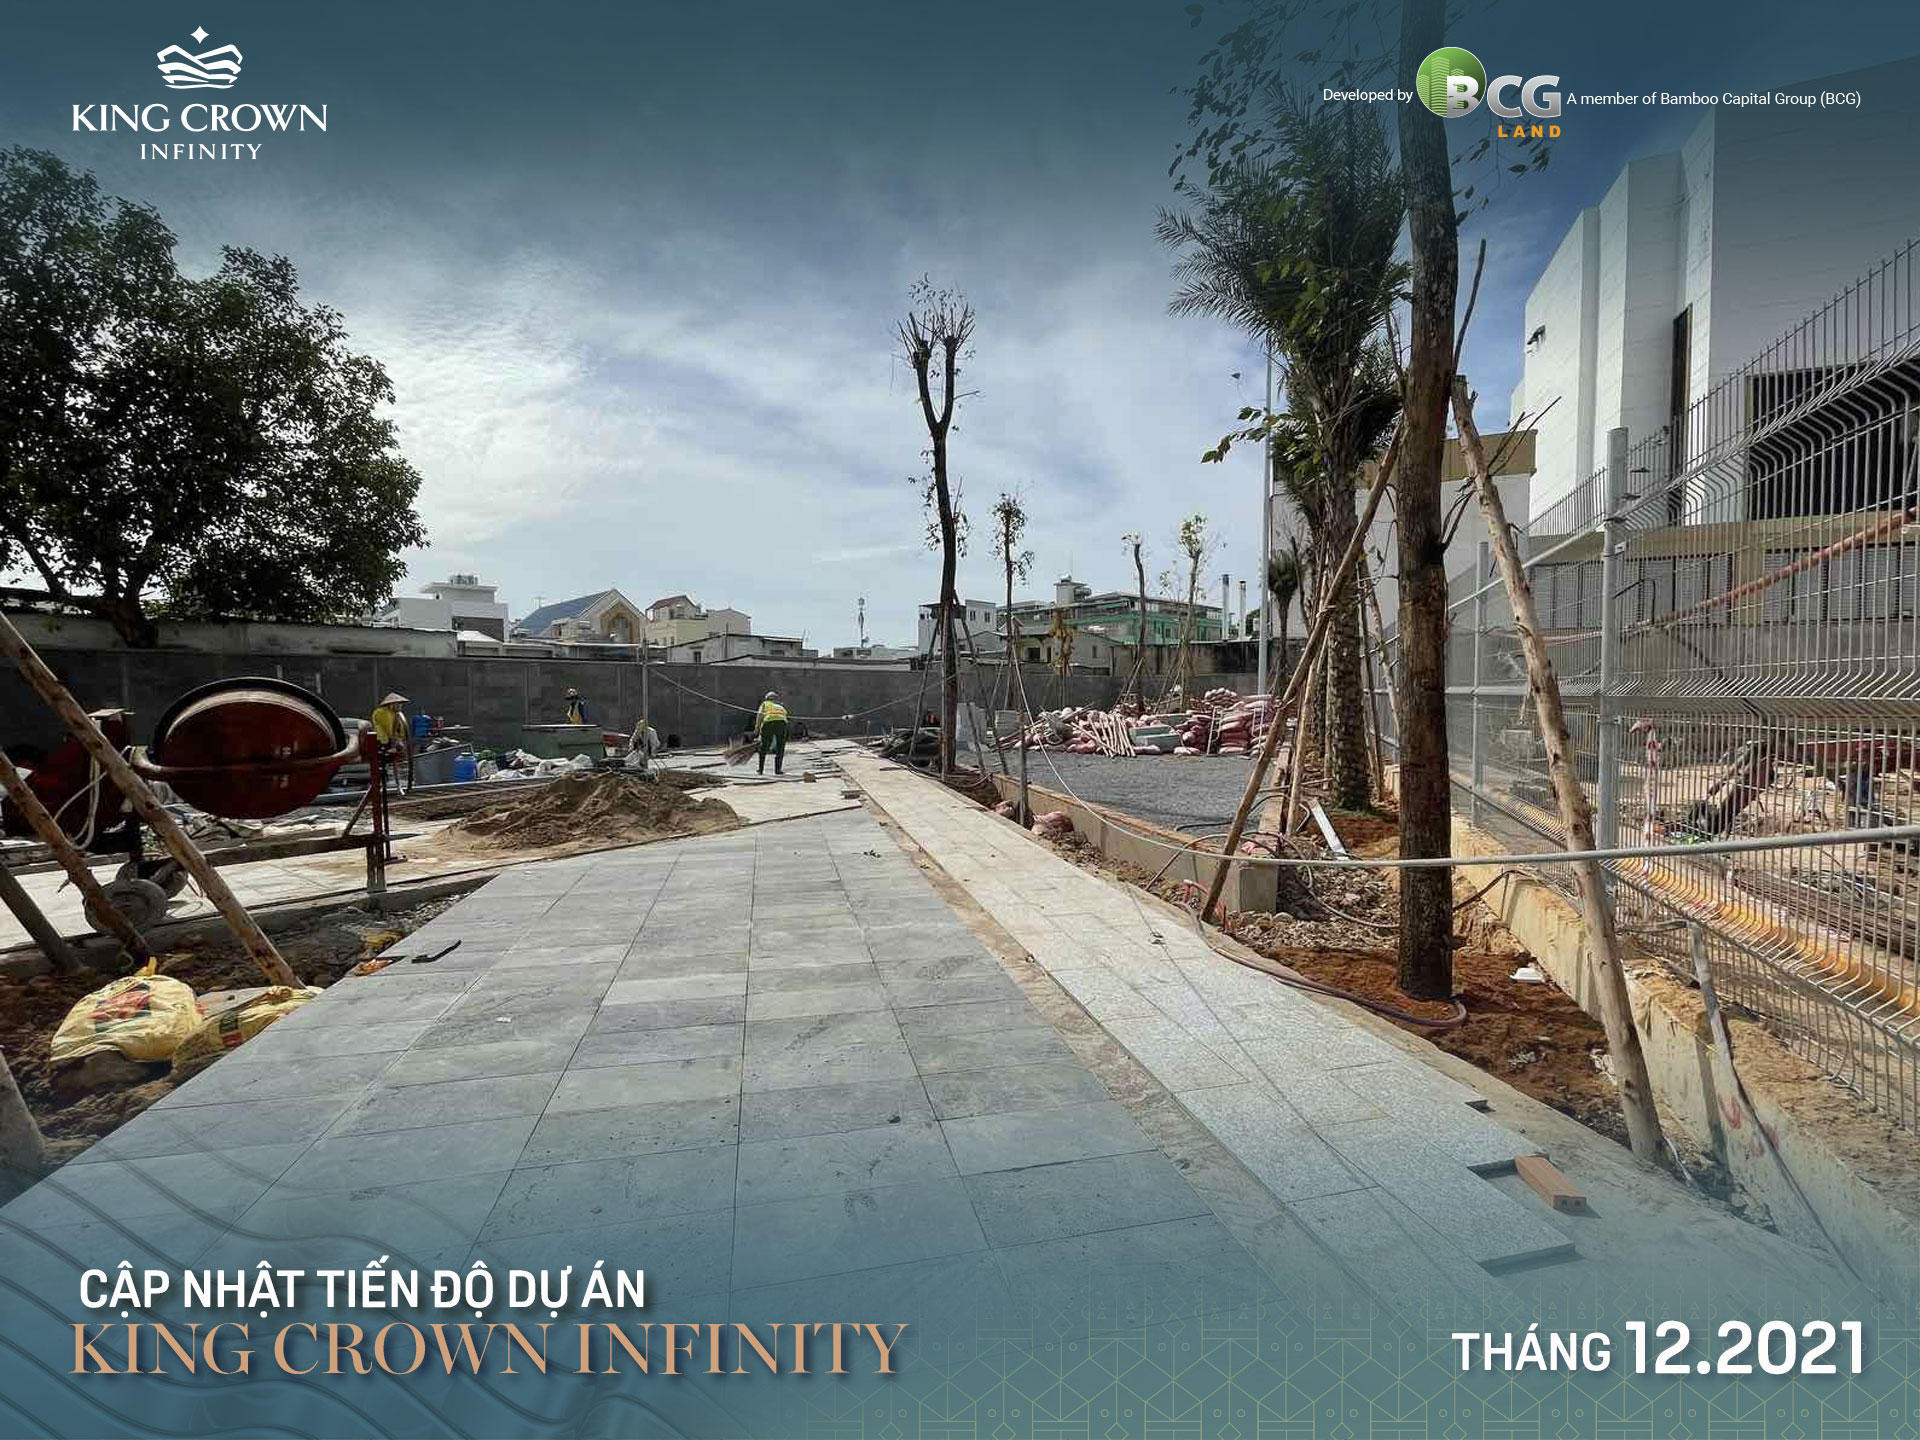 KING CROWN
INFINITY
Developed by BCG A member of Bamboo Capital Group (BCG)
LAND
CẬP NHẬT TIẾN ĐỘ DỰ ÁN
KING CROWN INFINITY
THÁNG 12.2021